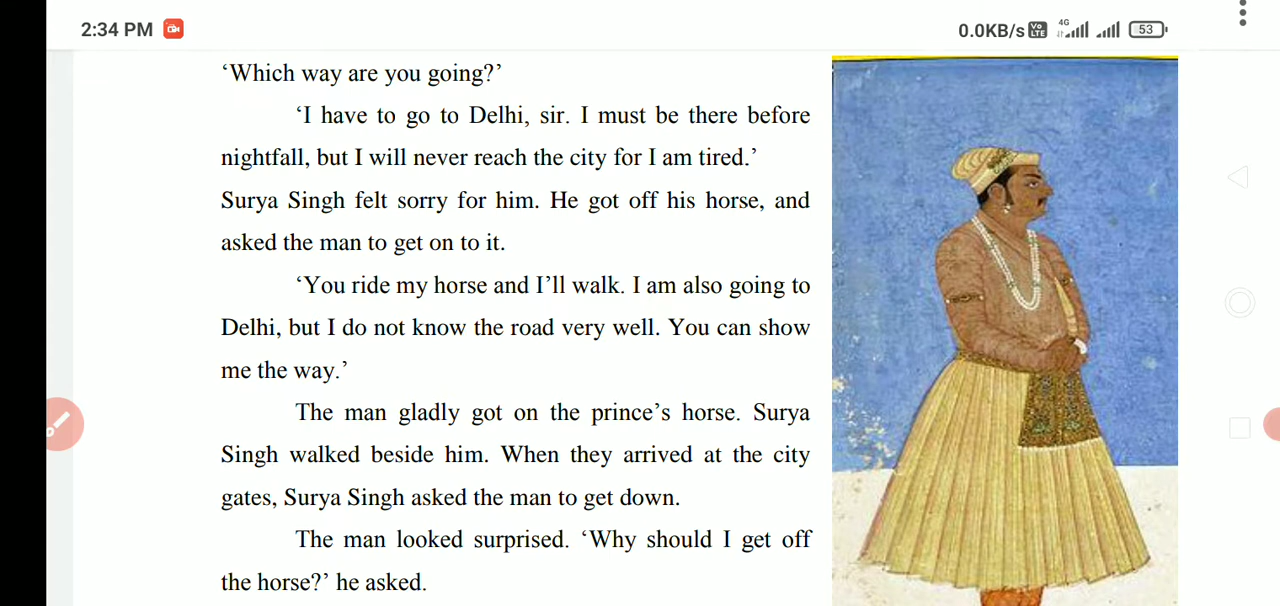 2:34 PM
0.0KB/s Vo LTE 4G 53
‘Which way are you going?’
‘I have to go to Delhi, sir. I must be there before
nightfall, but I will never reach the city for I am tired.’
Surya Singh felt sorry for him. He got off his horse, and
asked the man to get on to it.
‘You ride my horse and I’ll walk. I am also going to
Delhi, but I do not know the road very well. You can show
me the way.’
The man gladly got on the prince’s horse. Surya
Singh walked beside him. When they arrived at the city
gates, Surya Singh asked the man to get down.
The man looked surprised. ‘Why should I get off
the horse?’ he asked.